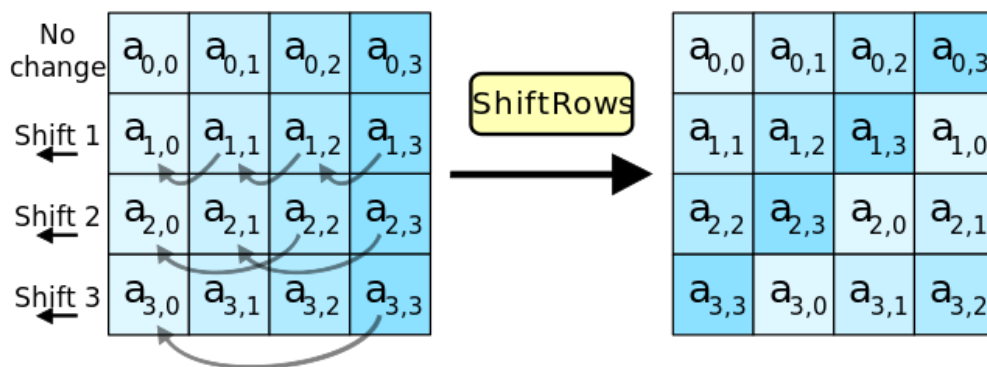 No
change
a0,0 a0,1 a0,2 a0,3
a0,0 a0,1 a0,2 a0,3
ShiftRows
Shift 1
a1,0 a1,1 a1,2 a1,3
a1,1 a1,2 a1,3 a1,0
Shift 2
a2,0 a2,1 a2,2 a2,3
a2,2 a2,3 a2,0 a2,1
Shift 3
a3,0 a3,1 a3,2 a3,3
a3,3 a3,0 a3,1 a3,2